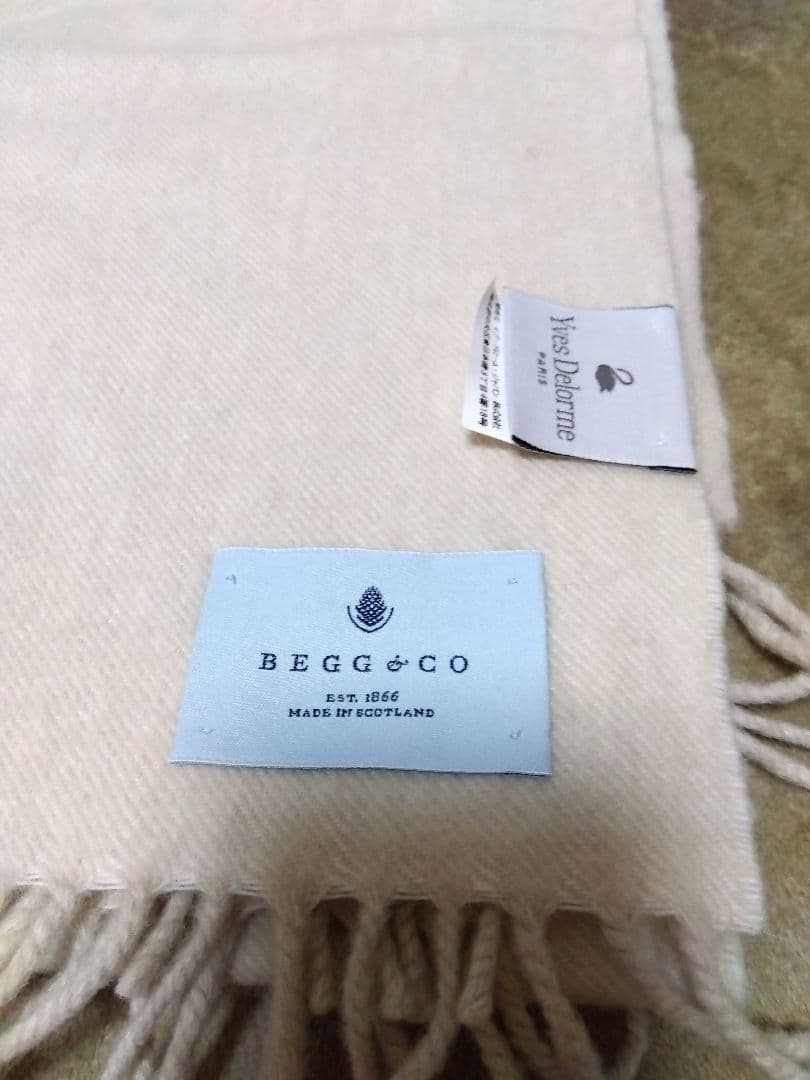 Yves Delorme
PARIS
BEGG & CO
EST. 1866
MADE IN SCOTLAND